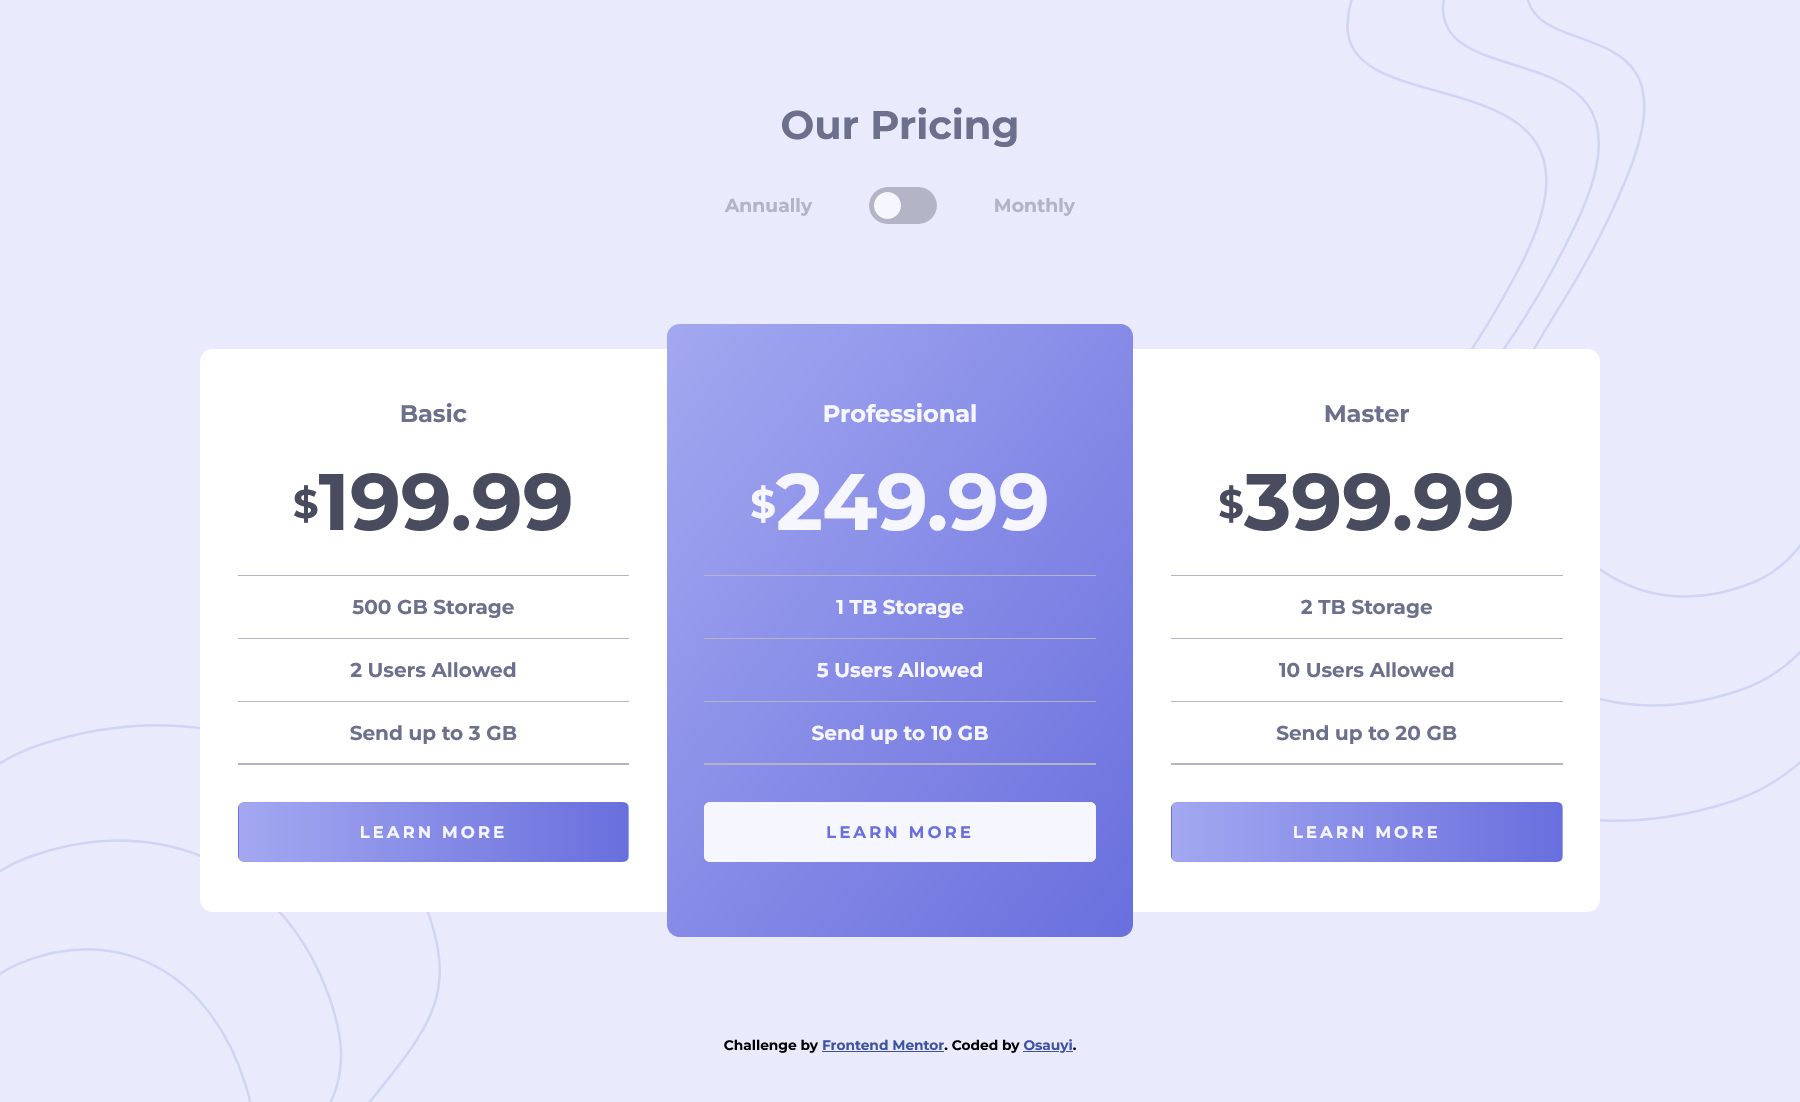 Our Pricing
Annually
Monthly
Basic
$199.99
500 GB Storage
2 Users Allowed
Send up to 3 GB
LEARN MORE
Professional
$249.99
1 TB Storage
5 Users Allowed
Send up to 10 GB
LEARN MORE
Master
$399.99
2 TB Storage
10 Users Allowed
Send up to 20 GB
LEARN MORE
Challenge by Frontend Mentor. Coded by Osauyi.